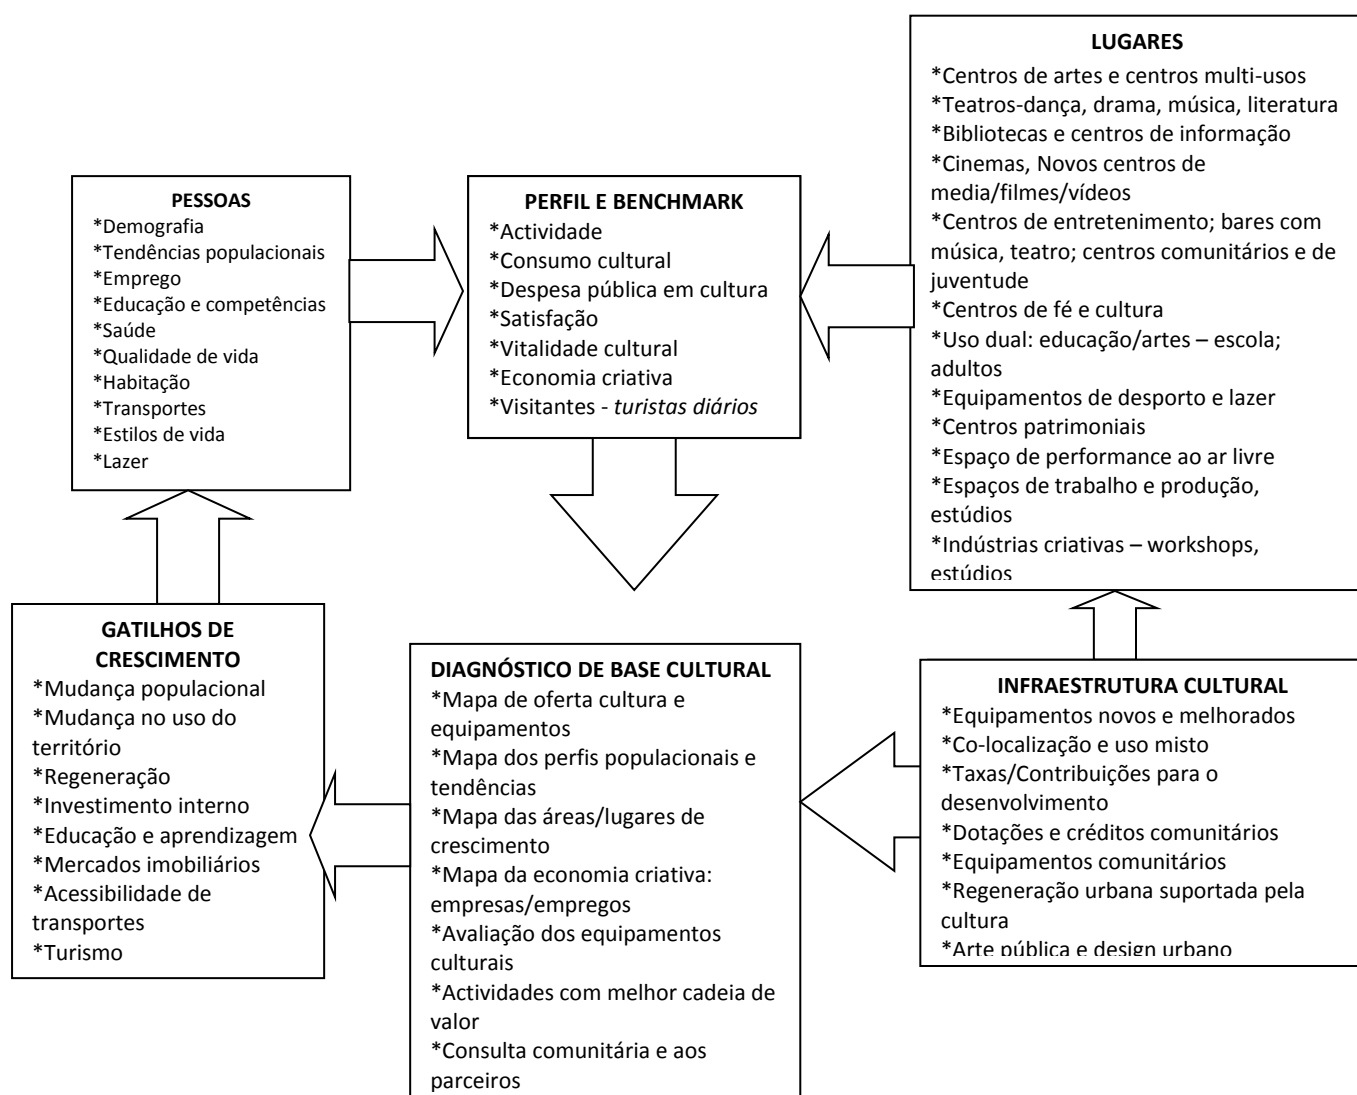 PESSOAS
*Demografia
*Tendências populacionais
*Emprego
*Educação e competências
*Saúde
*Qualidade de vida
*Habitação
*Transportes
*Estilos de vida
*Lazer
PERFIL E BENCHMARK
*Actividade
*Consumo cultural
*Despesa pública em cultura
*Satisfação
*Vitalidade cultural
*Economia criativa
*Visitantes - turistas diários
LUGARES
*Centros de artes e centros multi-usos
*Teatros-dança, drama, música, literatura
*Bibliotecas e centros de informação
*Cinemas, Novos centros de
media/filmes/vídeos
*Centros de entretenimento; bares com
música, teatro; centros comunitários e de
juventude
*Centros de fé e cultura
*Uso dual: educação/artes – escola;
adultos
*Equipamentos de desporto e lazer
*Centros patrimoniais
*Espaço de performance ao ar livre
*Espaços de trabalho e produção,
estúdios
*Indústrias criativas – workshops,
estúdios
GATILHOS DE
CRESCIMENTO
*Mudança populacional
*Mudança no uso do
território
*Regeneração
*Investimento interno
*Educação e aprendizagem
*Mercados imobiliários
*Acessibilidade de
transportes
*Turismo
DIAGNÓSTICO DE BASE CULTURAL
*Mapa de oferta cultura e
equipamentos
*Mapa dos perfis populacionais e
tendências
*Mapa das áreas/lugares de
crescimento
*Mapa da economia criativa:
empresas/empregos
*Avaliação dos equipamentos
culturais
*Actividades com melhor cadeia de
valor
*Consulta comunitária e aos
parceiros
INFRAESTRUTURA CULTURAL
*Equipamentos novos e melhorados
*Co-localização e uso misto
*Taxas/Contribuições para o
desenvolvimento
*Dotações e créditos comunitários
*Equipamentos comunitários
*Regeneração urbana suportada pela
cultura
*Arte pública e design urbano